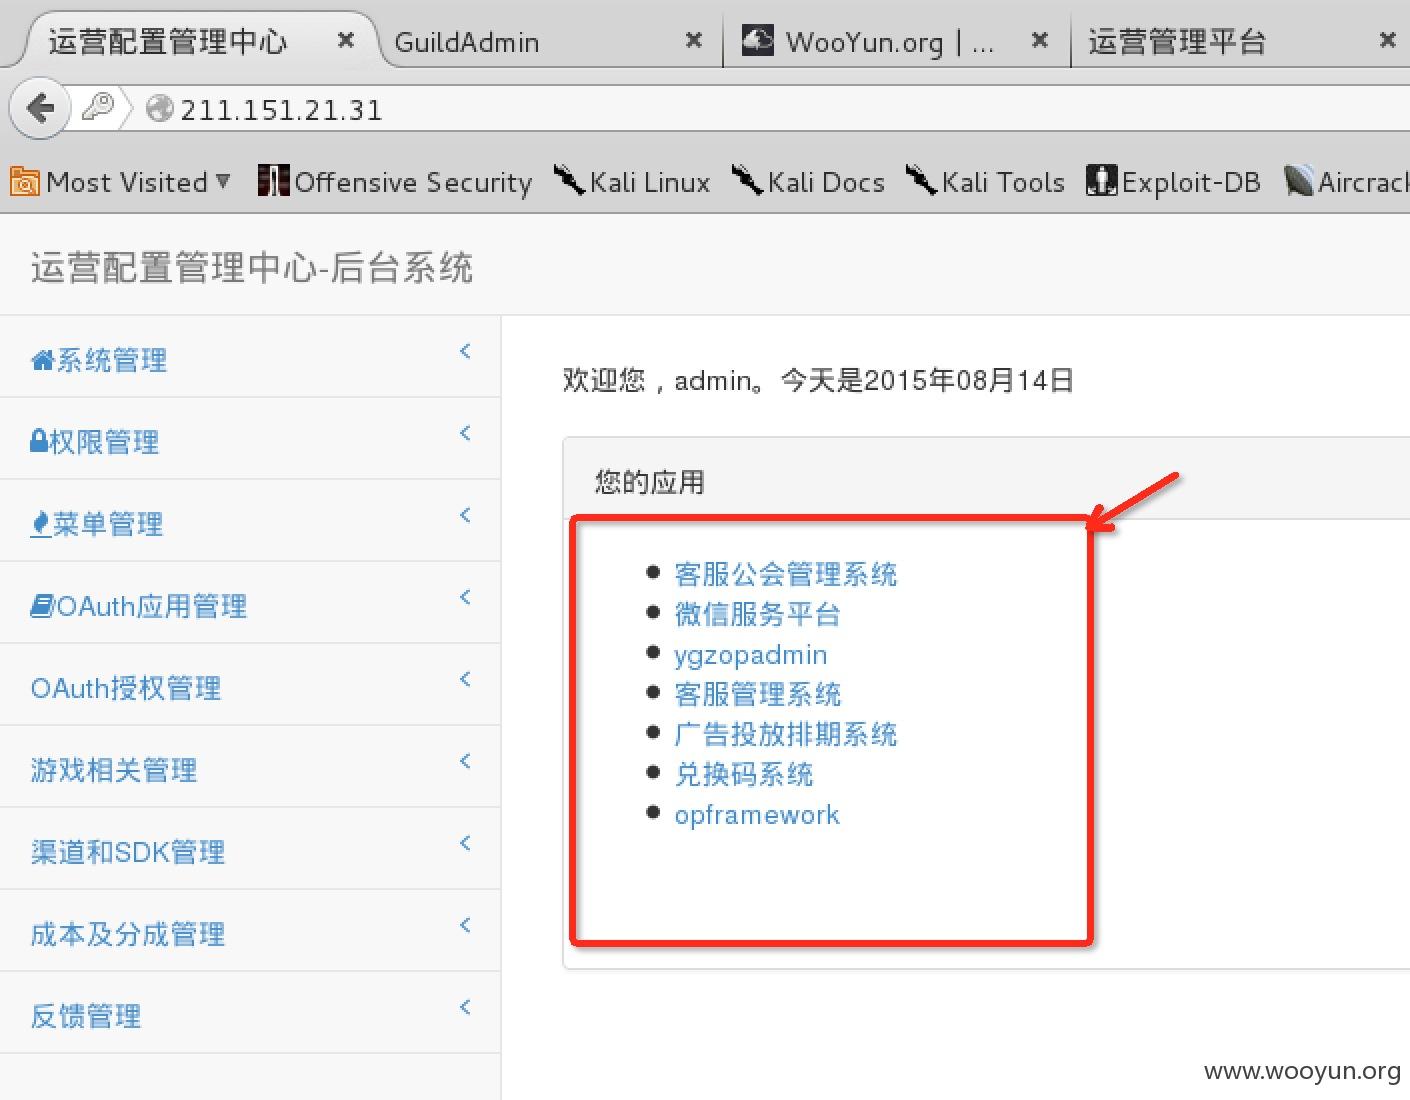 运营配置管理中心
GuildAdmin
WooYun.org | ...
运营管理平台
211.151.21.31
Most Visited
Offensive Security
Kali Linux
Kali Docs
Kali Tools
Exploit-DB
Aircrack
运营配置管理中心-后台系统
系统管理
权限管理
菜单管理
OAuth应用管理
OAuth授权管理
游戏相关管理
渠道和SDK管理
成本及分成管理
反馈管理
欢迎您，admin。今天是2015年08月14日
您的应用
客服公会管理系统
微信服务平台
ygzopadmin
客服管理系统
广告投放排期系统
兑换码系统
opframework
www.wooyun.org